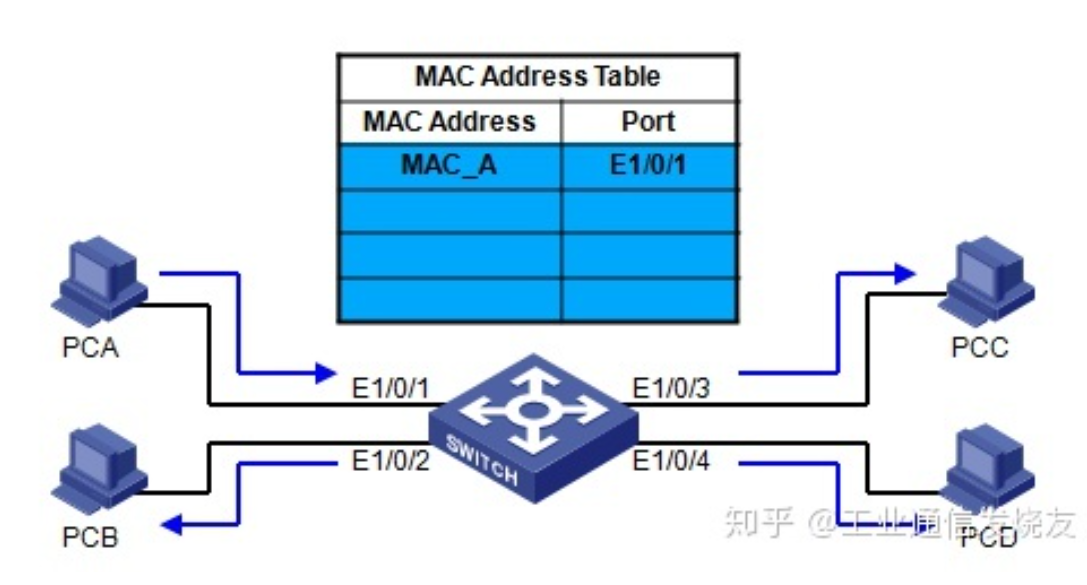 MAC Address Table
MAC Address Port
MAC_A E1/0/1
PCA
PCC
E1/0/1
E1/0/3
SWITCH
E1/0/2
E1/0/4
PCB
PCD
知乎 @工业通信发烧友